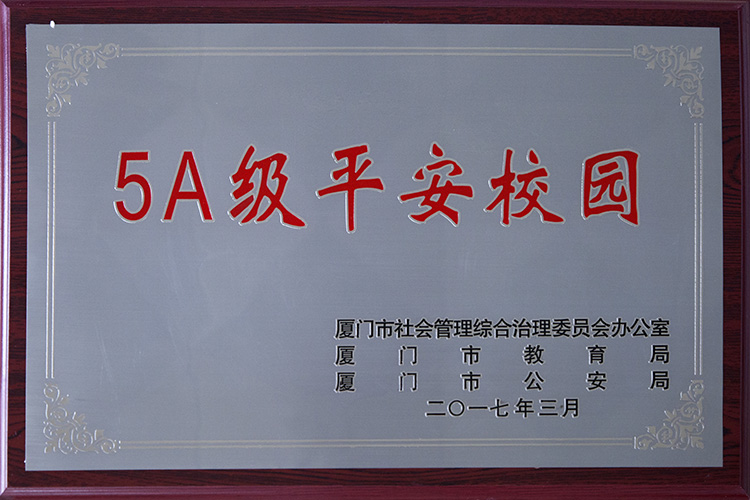 5A级平安校园
厦门市社会管理综合治理委员会办公室
厦门市教育局
厦门市公安局
二〇一七年三月